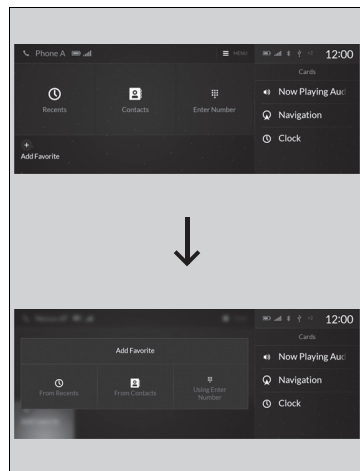 Phone A
MENU
12:00
Recents
Contacts
Enter Number
Add Favorite
Cards
Now Playing Aud
Navigation
Clock
12:00
Add Favorite
From Recents
From Contacts
Using Enter
Number
Cards
Now Playing Aud
Navigation
Clock